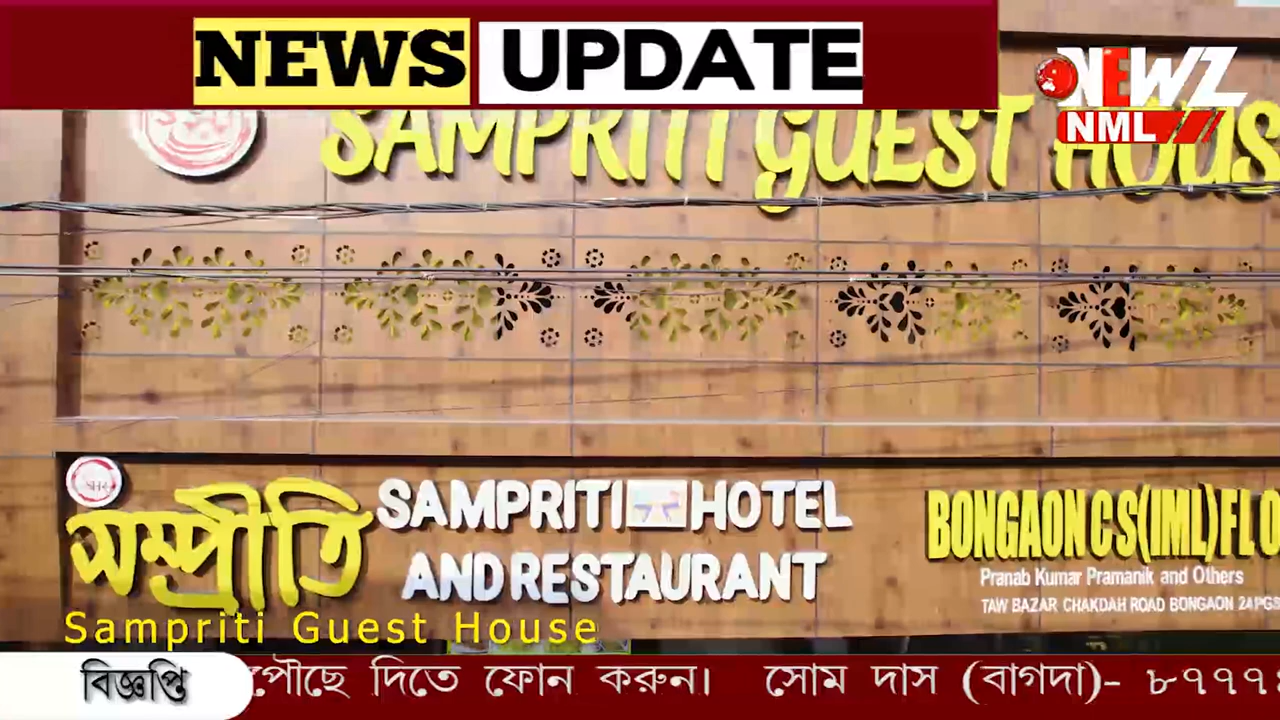 NEWS UPDATE
NEWZ
NML
SAMPRITI GUEST HOUS
সম্প্রীতি
SAMPRITI HOTEL
AND RESTAURANT
BONGAON C S(IML)F L O
Pranab Kumar Pramanik and Others
TAW BAZAR CHAKDAH ROAD BONGAON 24PGS
Sampriti Guest House
বিজ্ঞপ্তি
পৌছে দিতে ফোন করুন। সোম দাস (বাগদা)- ৮৭৭৭